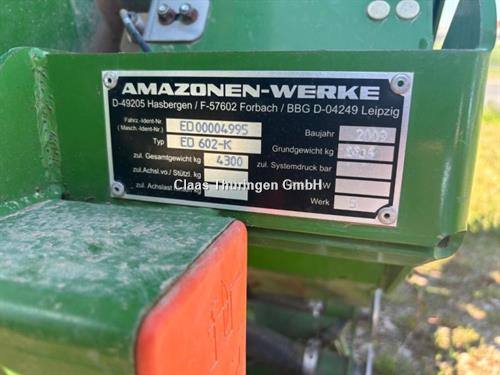 AMAZONEN-WERKE
D-49205 Hasbergen / F-57602 Forbach / BBG D-04249 Leipzig
Fahrz.-Ident-Nr.
(Masch.-Ident-Nr.) ED00004995 Baujahr
Typ ED 602-K Grundgewicht kg
zul. Gesamtgewicht kg 4300 zul. Systemdruck bar
zul.Achsl.vo./Stützl. kg
zul. Achslast kg
Werk 5
Claas Thüringen GmbH